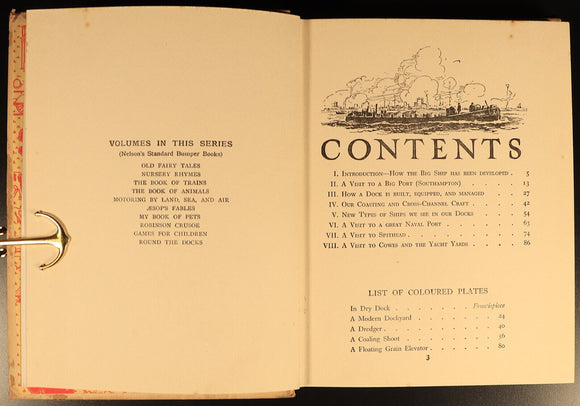 VOLUMES IN THIS SERIES
(Nelson's Standard Bumper Books)
OLD FAIRY TALES
NURSERY RHYMES
THE BOOK OF TRAINS
THE BOOK OF ANIMALS
MOTORING BY LAND, SEA, AND AIR
ÆSOP'S FABLES
MY BOOK OF PETS
ROBINSON CRUSOE
GAMES FOR CHILDREN
ROUND THE DOCKS
CONTENTS
I. Introduction—How the Big Ship has been developed . 5
II. A Visit to a Big Port (Southampton) . . . . 13
III. How a Dock is built, equipped, and managed . . 27
IV. Our Coasting and Cross-Channel Craft . . . 42
V. New Types of Ships we see in our Docks . . . 54
VI. A Visit to a great Naval Port . . . . . 63
VII. A Visit to Spithead . . . . . . . 74
VIII. A Visit to Cowes and the Yacht Yards . . . 86
LIST OF COLOURED PLATES
In Dry Dock . . . . . . Frontispiece
A Modern Dockyard . . . . . . . 24
A Dredger . . . . . . . . . 40
A Coaling Shoot . . . . . . . . 56
A Floating Grain Elevator . . . . . . 80
3